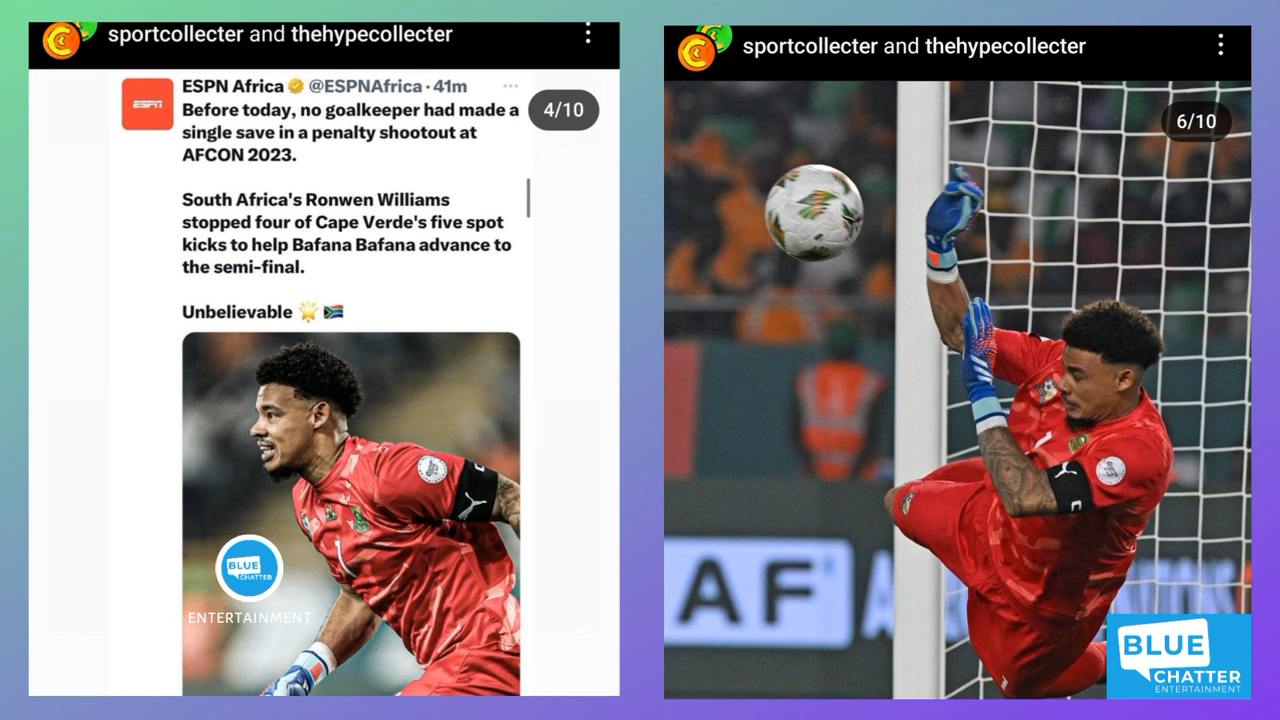 sportcollecter and thehypecollecter
ESPN Africa @ESPNAfrica · 41m
ESPN
4/10
Before today, no goalkeeper had made a
single save in a penalty shootout at
AFCON 2023.
South Africa's Ronwen Williams
stopped four of Cape Verde's five spot
kicks to help Bafana Bafana advance to
the semi-final.
Unbelievable 🌟 🇿🇦
1
C
BLUE
CHATTER
ENTERTAINMENT
sportcollecter and thehypecollecter
6/10
1
C
AF
BLUE
CHATTER
ENTERTAINMENT